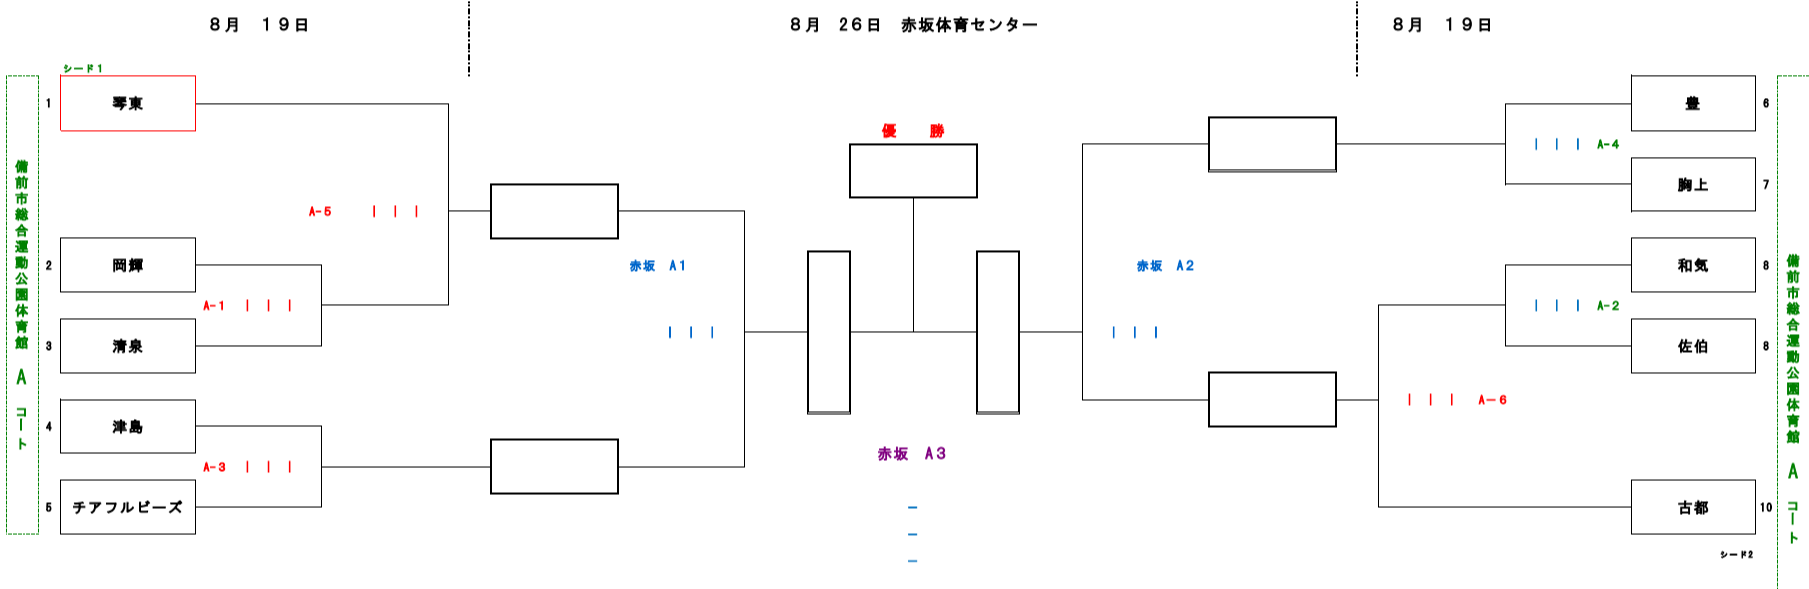 8月　19日
8月　26日　赤坂体育センター
8月　19日
シード1
備前市総合運動公園体育館　A　コート
1
琴東
2
岡輝
3
清泉
4
津島
5
チアフルビーズ
A-5 | | |
A-1 | | |
A-3 | | |
赤坂　A1
| | |
優　勝
赤坂　A3
－
－
－
赤坂　A2
| | |
| | | A-4
| | | A-2
| | | A－6
豊
6
胸上
7
和気
8
佐伯
8
古都
10
シード2
備前市総合運動公園体育館　A　コート